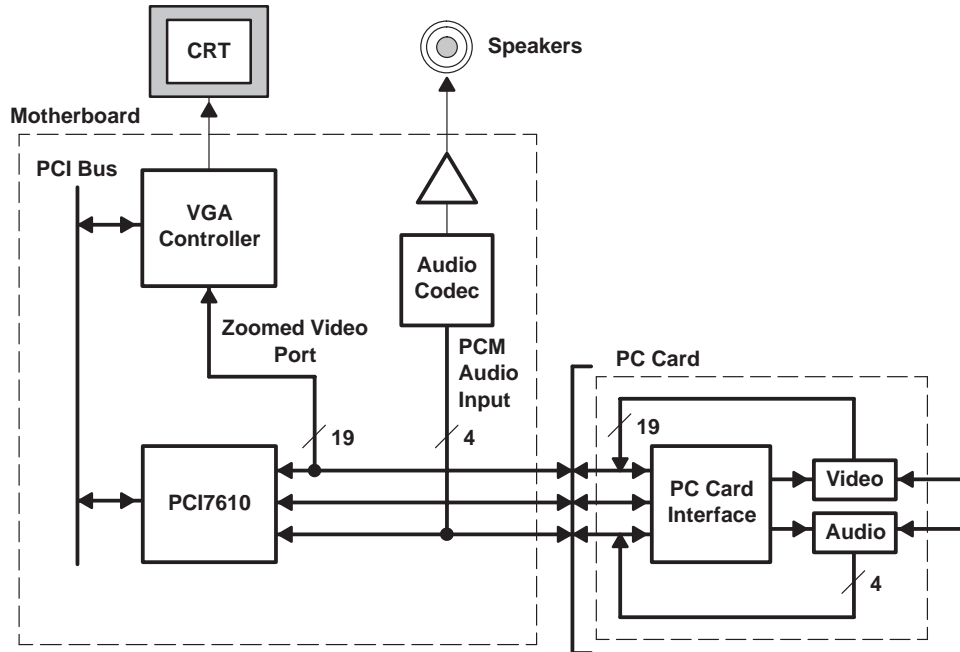 CRT
Speakers
Motherboard
PCI Bus
VGA
Controller
Audio
Codec
Zoomed Video
Port
PCM
Audio
Input
PC Card
19
4
19
PCI7610
PC Card
Interface
Video
Audio
4